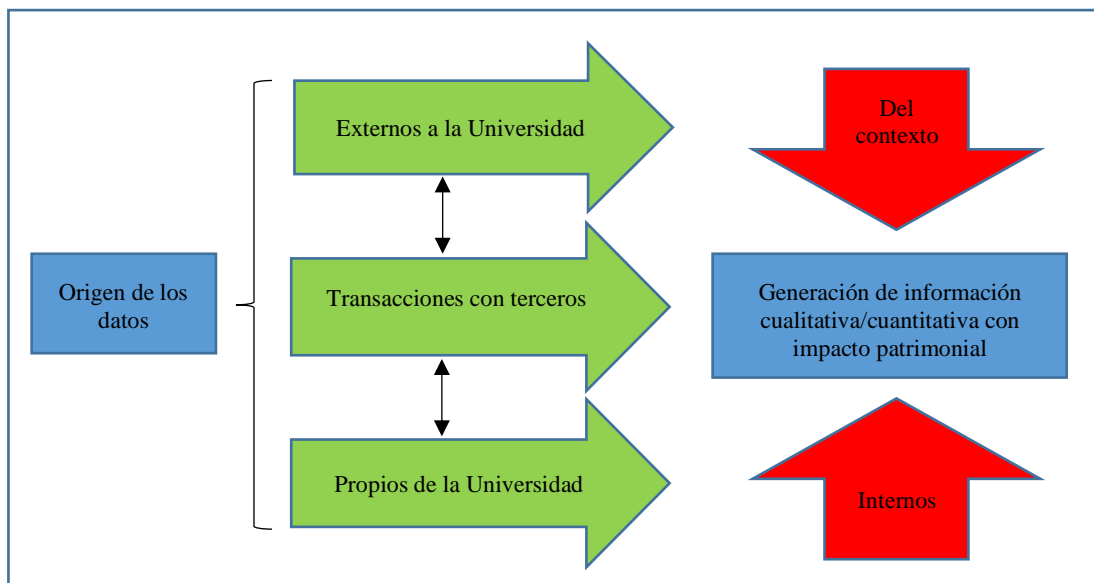 Externos a la Universidad
Del
contexto
Origen de los
datos
Transacciones con terceros
Generación de información
cualitativa/cuantitativa con
impacto patrimonial
Propios de la Universidad
Internos